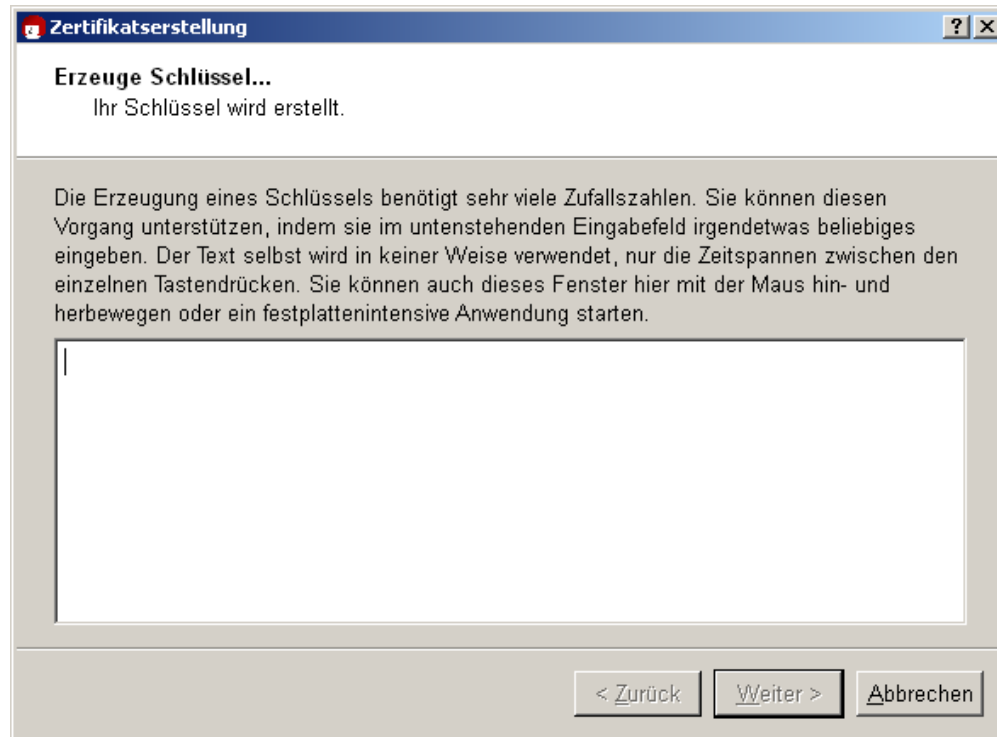 Zertifikatserstellung
Erzeuge Schlüssel...
Ihr Schlüssel wird erstellt.
Die Erzeugung eines Schlüssels benötigt sehr viele Zufallszahlen. Sie können diesen
Vorgang unterstützen, indem sie im untenstehenden Eingabefeld irgendetwas beliebiges
eingeben. Der Text selbst wird in keiner Weise verwendet, nur die Zeitspannen zwischen den
einzelnen Tastendrücken. Sie können auch dieses Fenster hier mit der Maus hin- und
herbewegen oder ein festplattenintensive Anwendung starten.
< Zurück Weiter > Abbrechen